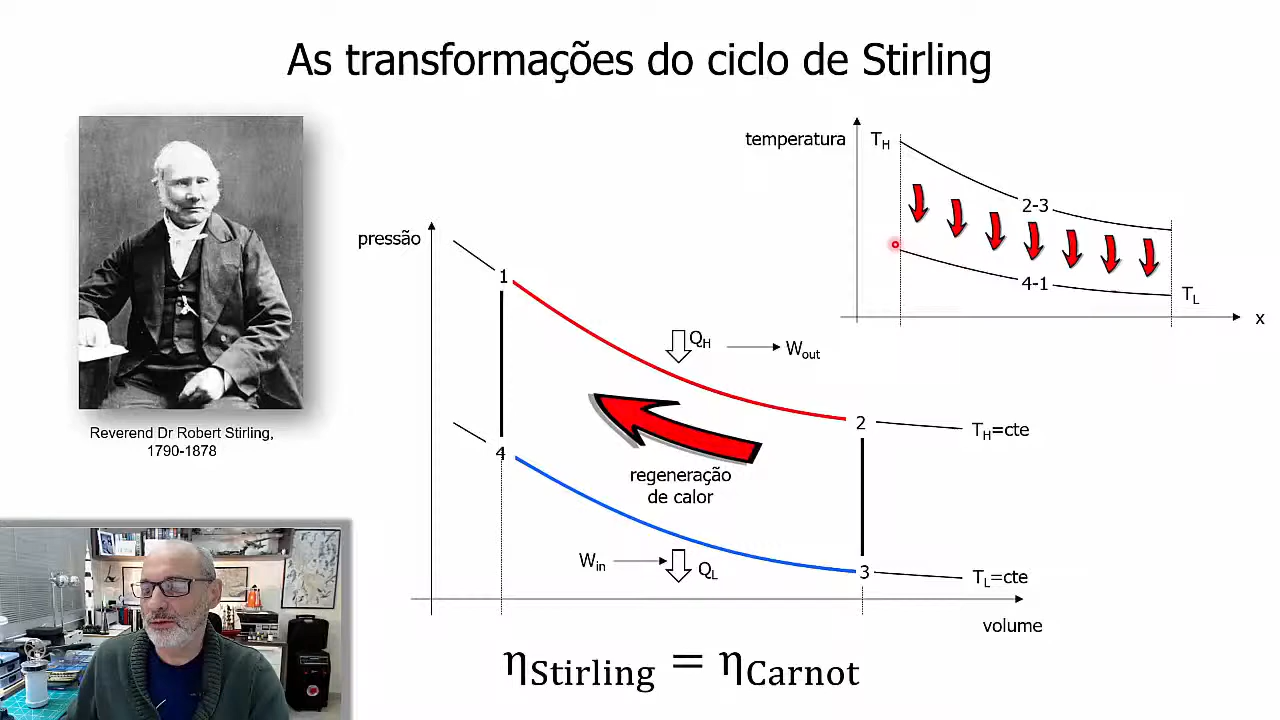 As transformações do ciclo de Stirling
Reverend Dr Robert Stirling,
1790-1878
temperatura
T_H
2-3
4-1
T_L
x
pressão
1
Q_H
W_out
2
T_H=cte
4
regeneração
de calor
W_in
Q_L
3
T_L=cte
volume
η_Stirling = η_Carnot